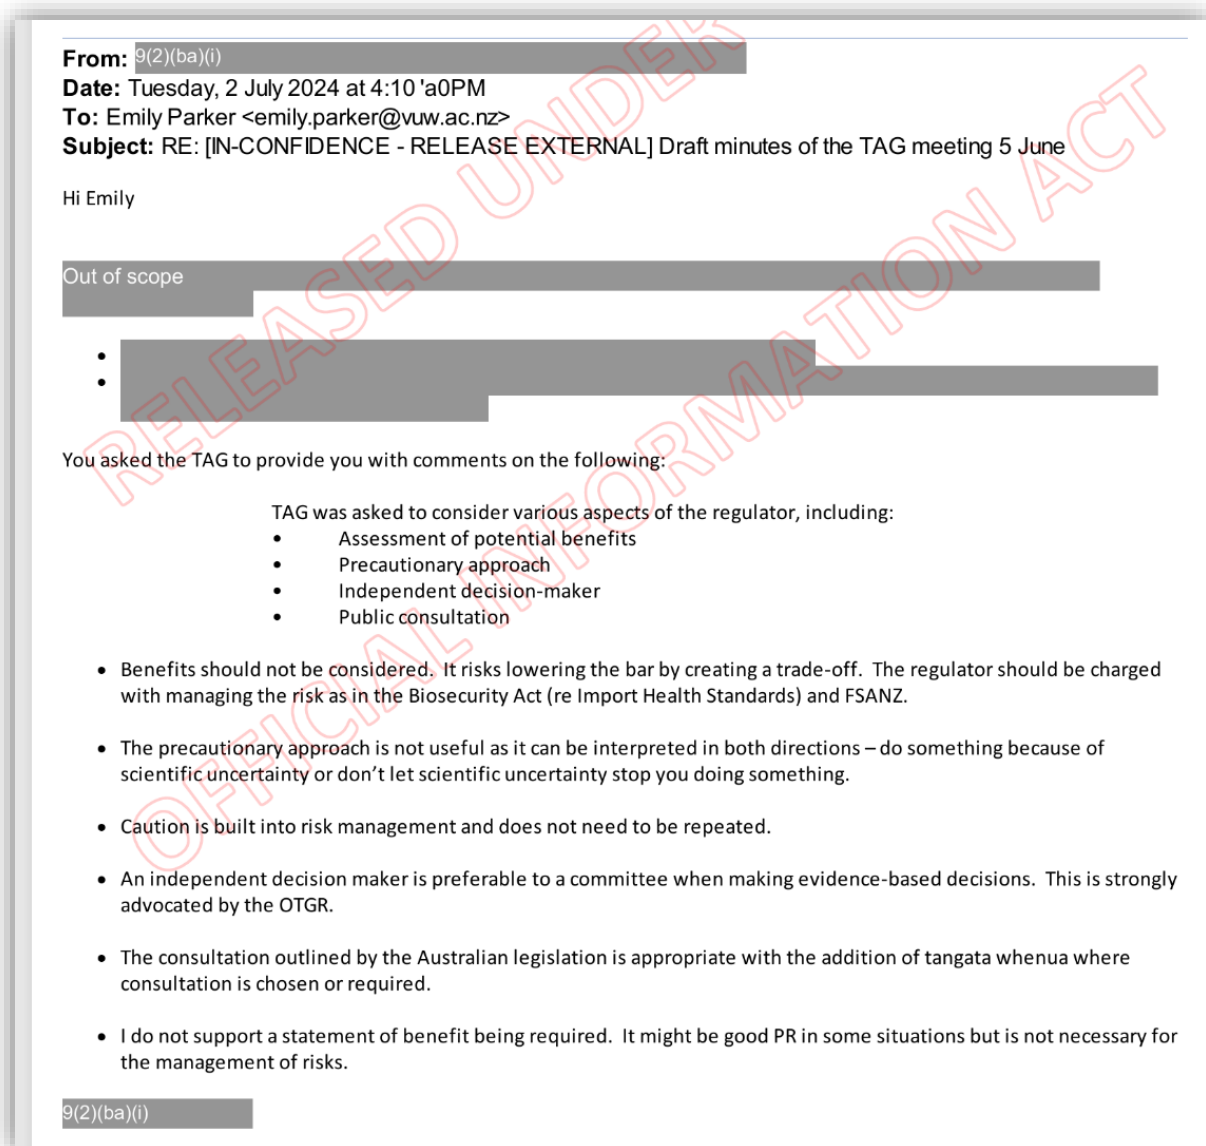 From: 9(2)(ba)(i)
Date: Tuesday, 2 July 2024 at 4:10 'a0PM
To: Emily Parker <emily.parker@vuw.ac.nz>
Subject: RE: [IN-CONFIDENCE - RELEASE EXTERNAL] Draft minutes of the TAG meeting 5 June
Hi Emily
Out of scope
You asked the TAG to provide you with comments on the following:
TAG was asked to consider various aspects of the regulator, including:
• Assessment of potential benefits
• Precautionary approach
• Independent decision-maker
• Public consultation
• Benefits should not be considered. It risks lowering the bar by creating a trade-off. The regulator should be charged
with managing the risk as in the Biosecurity Act (re Import Health Standards) and FSANZ.
• The precautionary approach is not useful as it can be interpreted in both directions – do something because of
scientific uncertainty or don't let scientific uncertainty stop you doing something.
• Caution is built into risk management and does not need to be repeated.
• An independent decision maker is preferable to a committee when making evidence-based decisions. This is strongly
advocated by the OTGR.
• The consultation outlined by the Australian legislation is appropriate with the addition of tangata whenua where
consultation is chosen or required.
• I do not support a statement of benefit being required. It might be good PR in some situations but is not necessary for
the management of risks.
9(2)(ba)(i)
RELEASED UNDER
OFFICIAL INFORMATION ACT